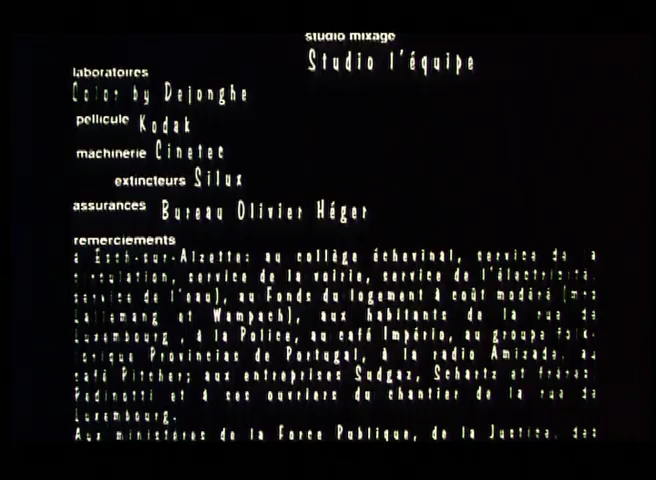 studio mixage
Studio l'équipe
laboratoires
Color by Dejonghe
pellicule Kodak
machinerie Cinetec
extincteurs Silux
assurances Bureau Olivier Héger
remerciements
à Esch-sur-Alzette: au collège échevinal, service de la
circulation, service de la voirie, service de l'électricité,
service de l'eau), au Fonds du logement à coût modéré (mrs
Lallemang et Wampach), aux habitants de la rue de
Luxembourg, à la Police, au café Império, au groupe folk-
lorique Provincias de Portugal, à la radio Amizade, au
café Pitcher; aux entreprises Sudgaz, Schartz et frères,
Pedinotti et à ses ouvriers du chantier de la rue de
Luxembourg.
Aux ministères de la Force Publique, de la Justice, des